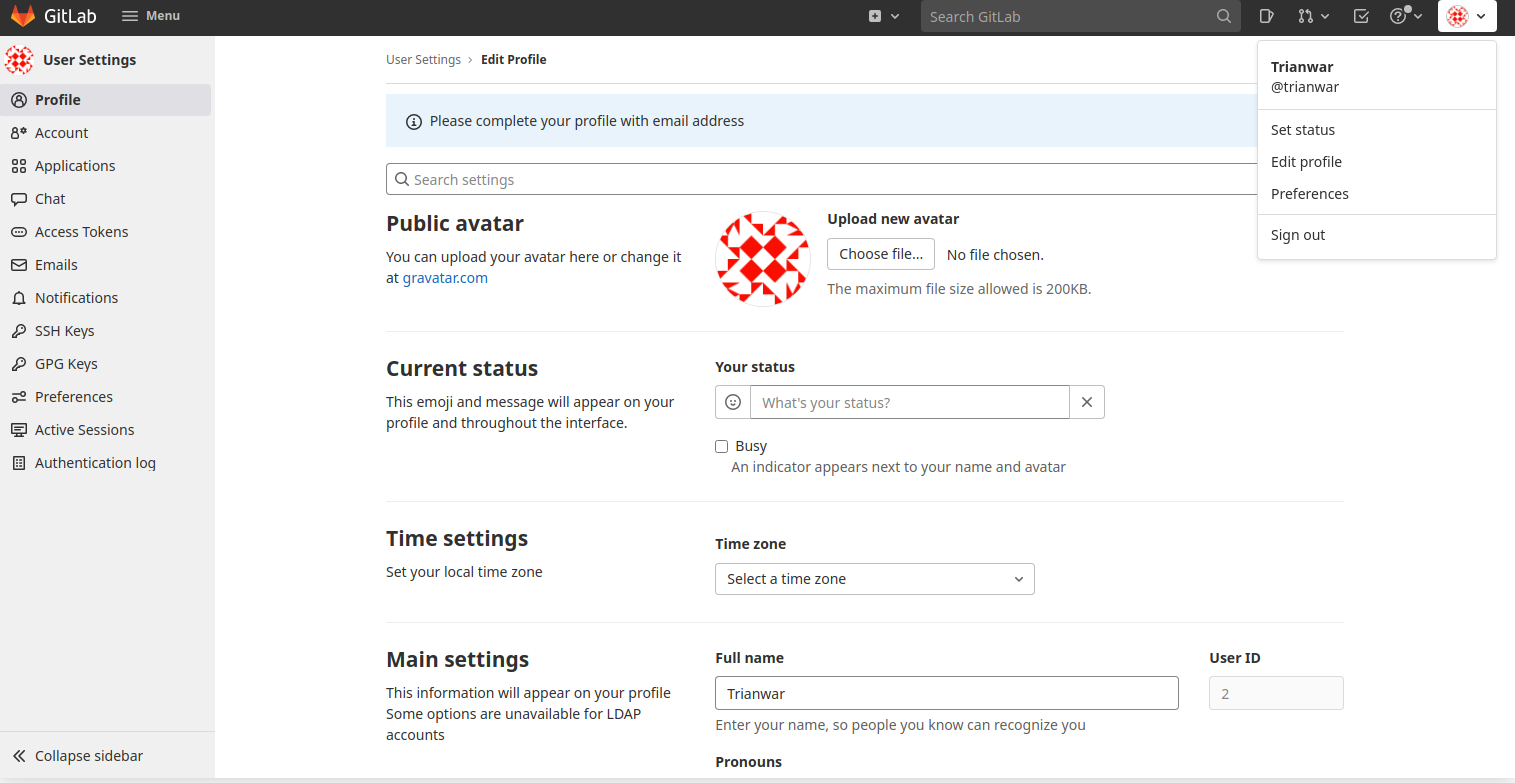 GitLab
Menu
Search GitLab
User Settings
Profile
Account
Applications
Chat
Access Tokens
Emails
Notifications
SSH Keys
GPG Keys
Preferences
Active Sessions
Authentication log
Collapse sidebar
User Settings › Edit Profile
Please complete your profile with email address
Search settings
Public avatar
You can upload your avatar here or change it
at gravatar.com
Upload new avatar
Choose file...
No file chosen.
The maximum file size allowed is 200KB.
Current status
This emoji and message will appear on your
profile and throughout the interface.
Your status
What's your status?
Busy
An indicator appears next to your name and avatar
Time settings
Set your local time zone
Time zone
Select a time zone
Main settings
This information will appear on your profile
Some options are unavailable for LDAP
accounts
Full name
Trianwar
Enter your name, so people you know can recognize you
User ID
2
Pronouns
Trianwar
@trianwar
Set status
Edit profile
Preferences
Sign out